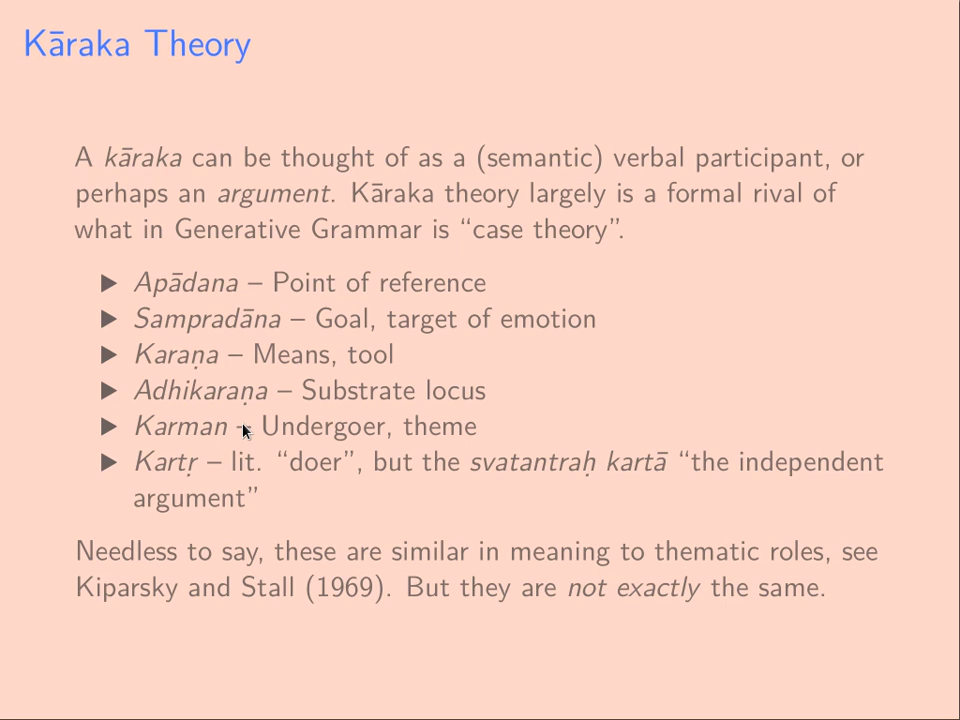 Kāraka Theory
A kāraka can be thought of as a (semantic) verbal participant, or
perhaps an argument. Kāraka theory largely is a formal rival of
what in Generative Grammar is “case theory”.
▶ Apādana – Point of reference
▶ Sampradāna – Goal, target of emotion
▶ Karaṇa – Means, tool
▶ Adhikaraṇa – Substrate locus
▶ Karman – Undergoer, theme
▶ Kartṛ – lit. “doer”, but the svatantraḥ kartā “the independent
argument”
Needless to say, these are similar in meaning to thematic roles, see
Kiparsky and Stall (1969). But they are not exactly the same.